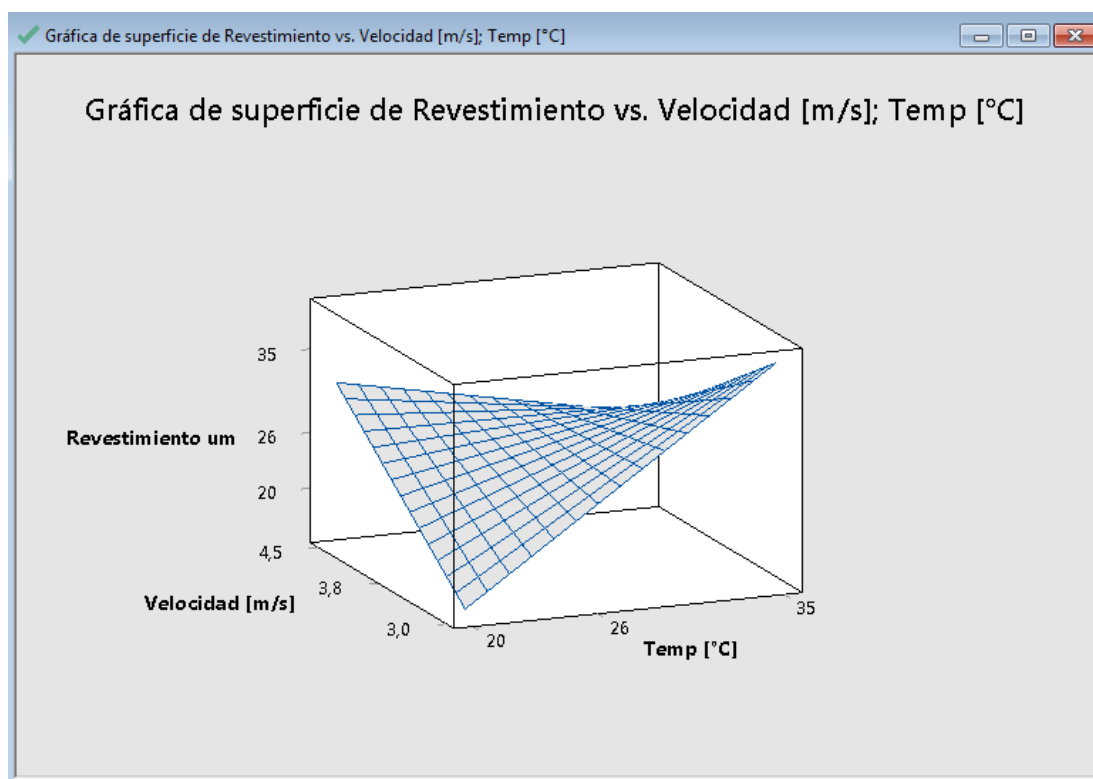 Gráfica de superficie de Revestimiento vs. Velocidad [m/s]; Temp [°C]
Gráfica de superficie de Revestimiento vs. Velocidad [m/s]; Temp [°C]
35
Revestimiento um
26
20
4,5
3,8
Velocidad [m/s]
3,0
20
26
35
Temp [°C]